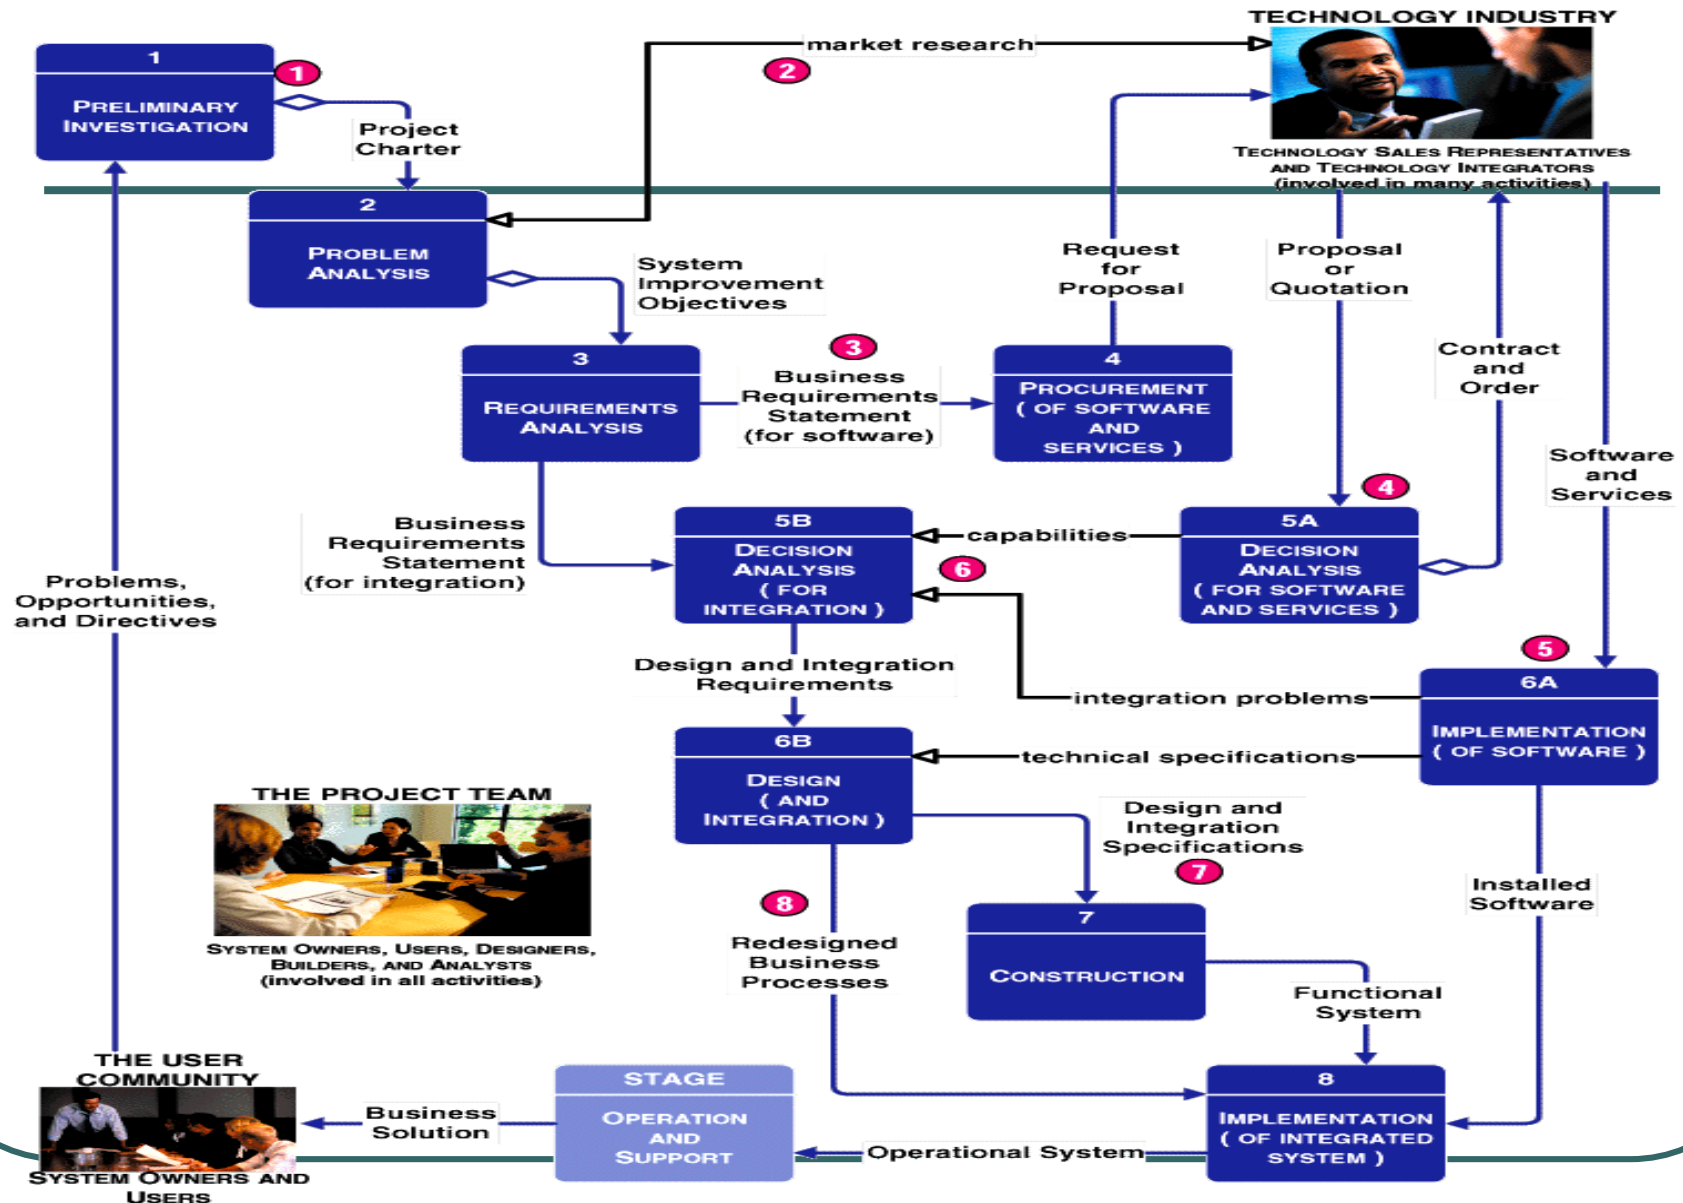 TECHNOLOGY INDUSTRY
1
PRELIMINARY
INVESTIGATION
1
Project
Charter
market research
2
TECHNOLOGY SALES REPRESENTATIVES
AND TECHNOLOGY INTEGRATORS
(involved in many activities)
2
PROBLEM
ANALYSIS
System
Improvement
Objectives
Request
for
Proposal
Proposal
or
Quotation
Contract
and
Order
3
REQUIREMENTS
ANALYSIS
3
Business
Requirements
Statement
(for software)
4
PROCUREMENT
( OF SOFTWARE
AND
SERVICES )
Software
and
Services
Business
Requirements
Statement
(for integration)
5B
DECISION
ANALYSIS
( FOR
INTEGRATION )
capabilities
6
4
5A
DECISION
ANALYSIS
( FOR SOFTWARE
AND SERVICES )
Problems,
Opportunities,
and Directives
Design and Integration
Requirements
integration problems
5
6A
IMPLEMENTATION
( OF SOFTWARE )
6B
DESIGN
( AND
INTEGRATION )
technical specifications
THE PROJECT TEAM
SYSTEM OWNERS, USERS, DESIGNERS,
BUILDERS, AND ANALYSTS
(involved in all activities)
Design and
Integration
Specifications
7
8
Redesigned
Business
Processes
7
CONSTRUCTION
Installed
Software
Functional
System
THE USER
COMMUNITY
SYSTEM OWNERS AND
USERS
Business
Solution
STAGE
OPERATION
AND
SUPPORT
Operational System
8
IMPLEMENTATION
( OF INTEGRATED
SYSTEM )